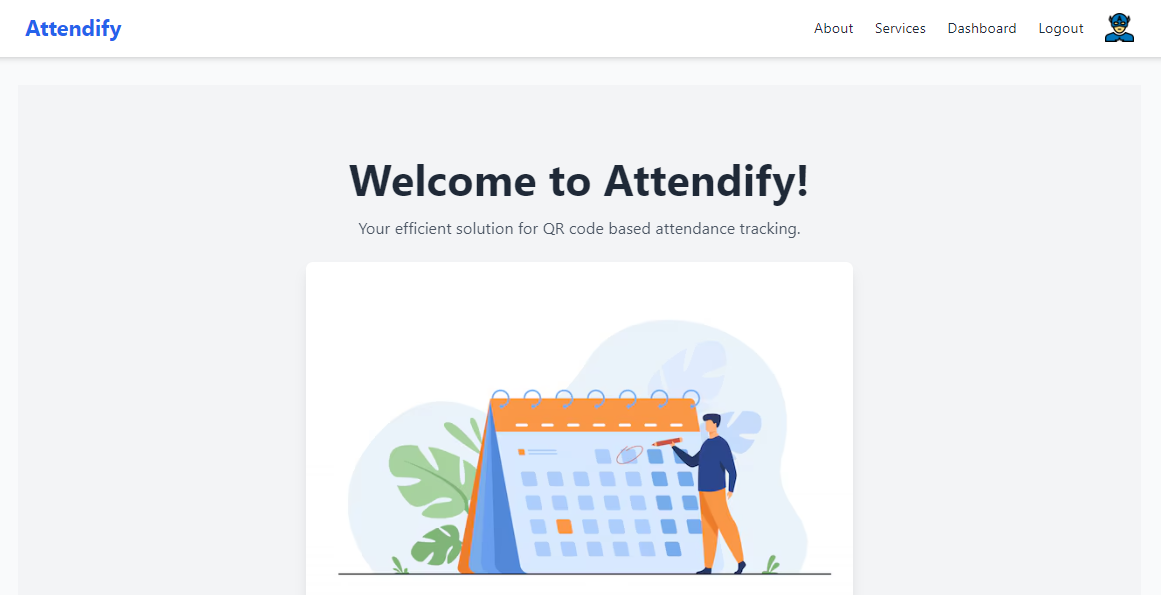 Attendify
About
Services
Dashboard
Logout
Welcome to Attendify!
Your efficient solution for QR code based attendance tracking.